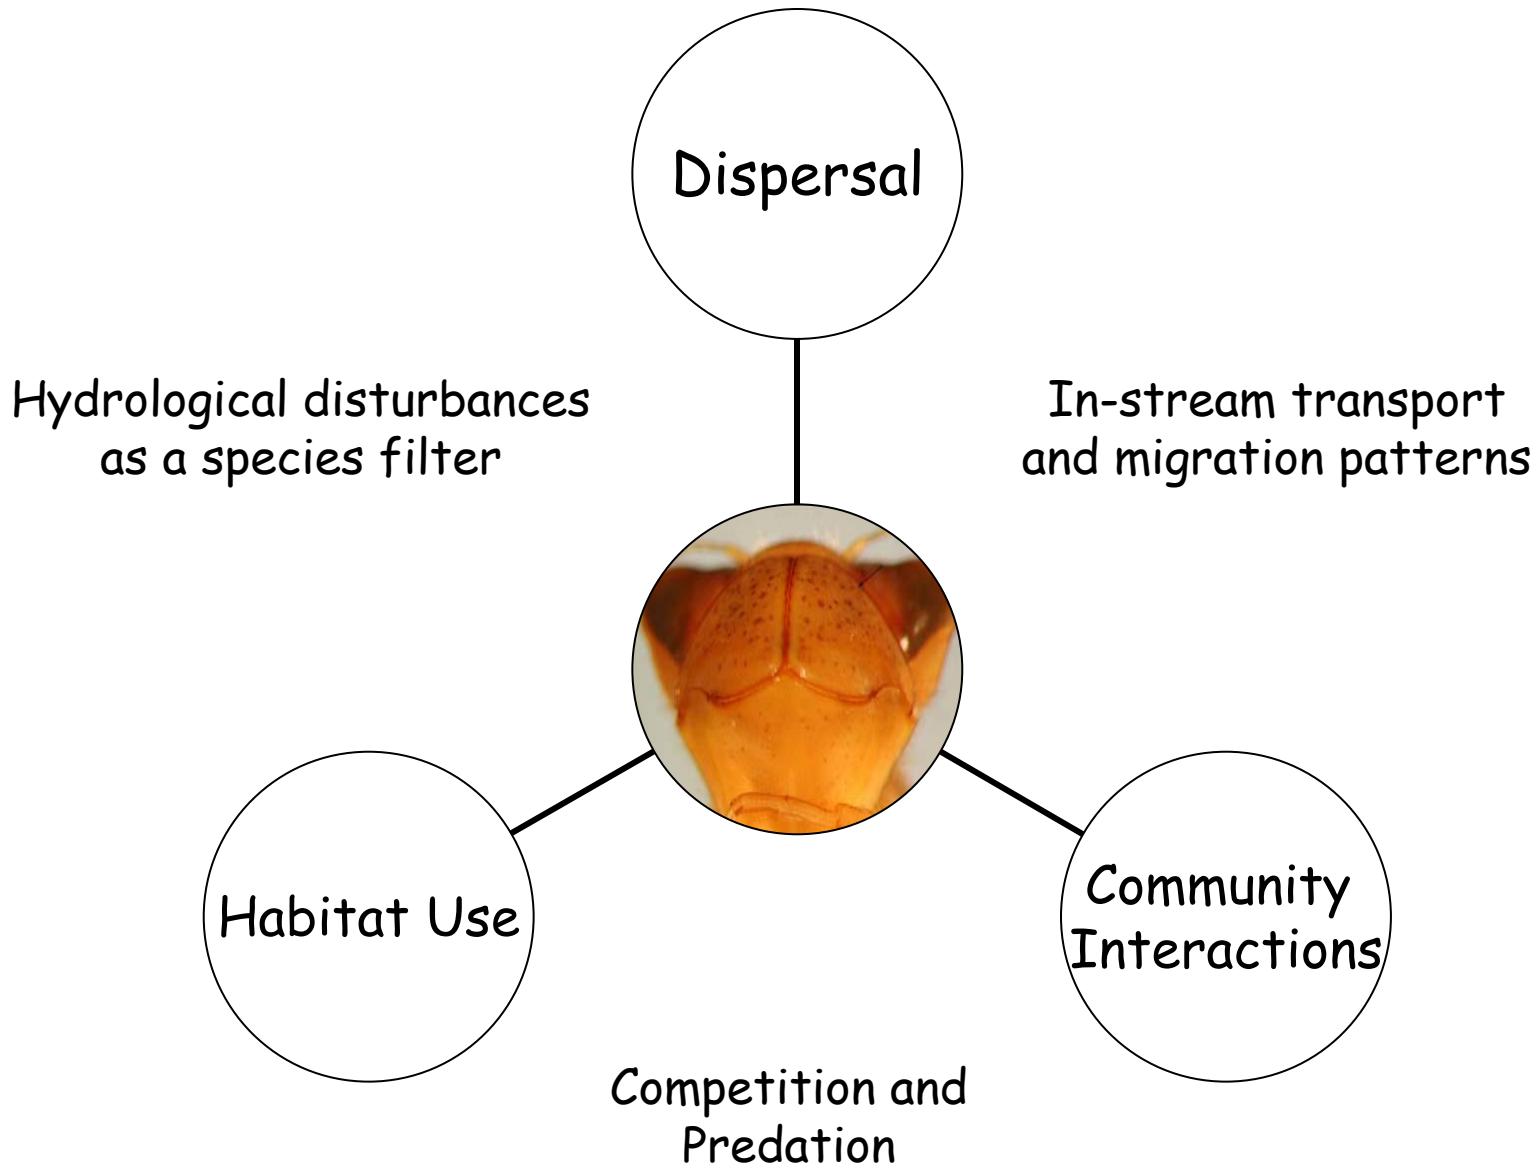 Dispersal
Hydrological disturbances
as a species filter
In-stream transport
and migration patterns
Habitat Use
Community
Interactions
Competition and
Predation